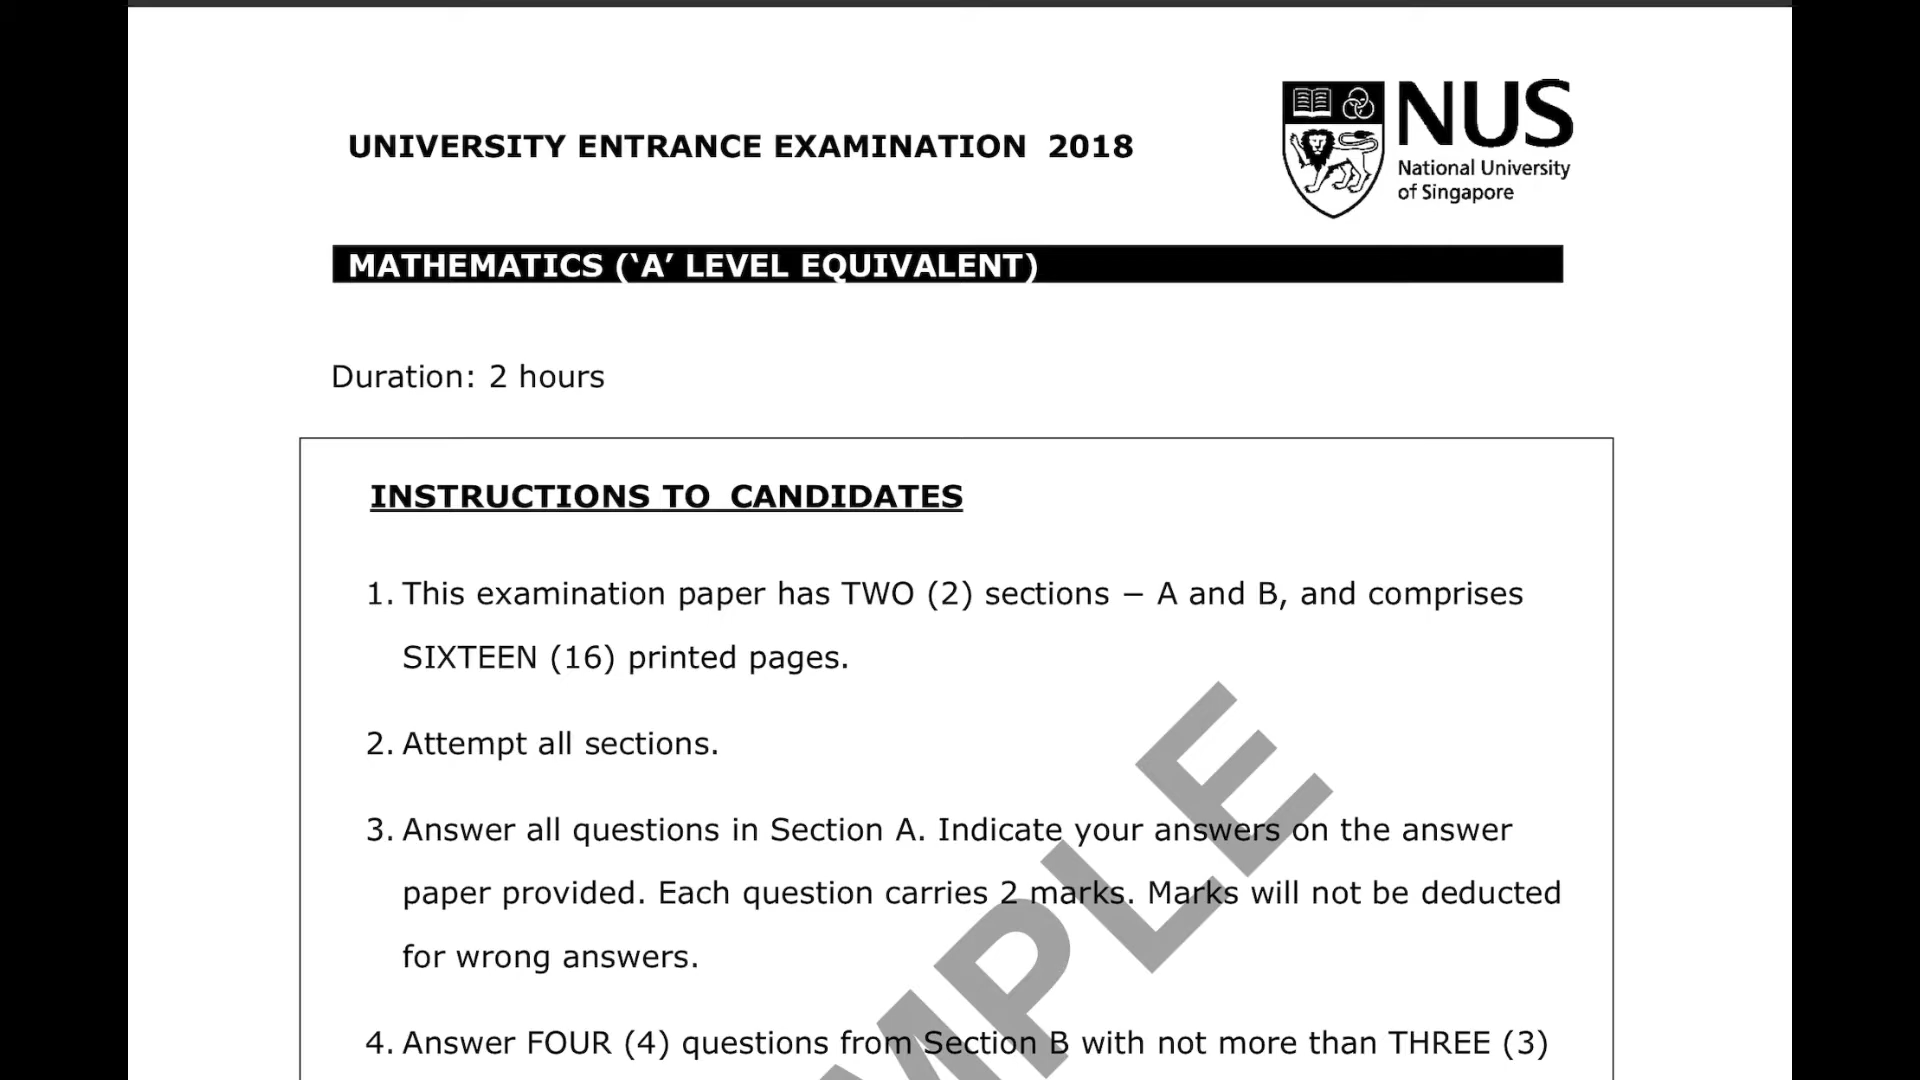 UNIVERSITY ENTRANCE EXAMINATION 2018
NUS
National University
of Singapore
MATHEMATICS (‘A’ LEVEL EQUIVALENT)
Duration: 2 hours
INSTRUCTIONS TO CANDIDATES
1. This examination paper has TWO (2) sections – A and B, and comprises
SIXTEEN (16) printed pages.
2. Attempt all sections.
3. Answer all questions in Section A. Indicate your answers on the answer
paper provided. Each question carries 2 marks. Marks will not be deducted
for wrong answers.
4. Answer FOUR (4) questions from Section B with not more than THREE (3)
MPLE